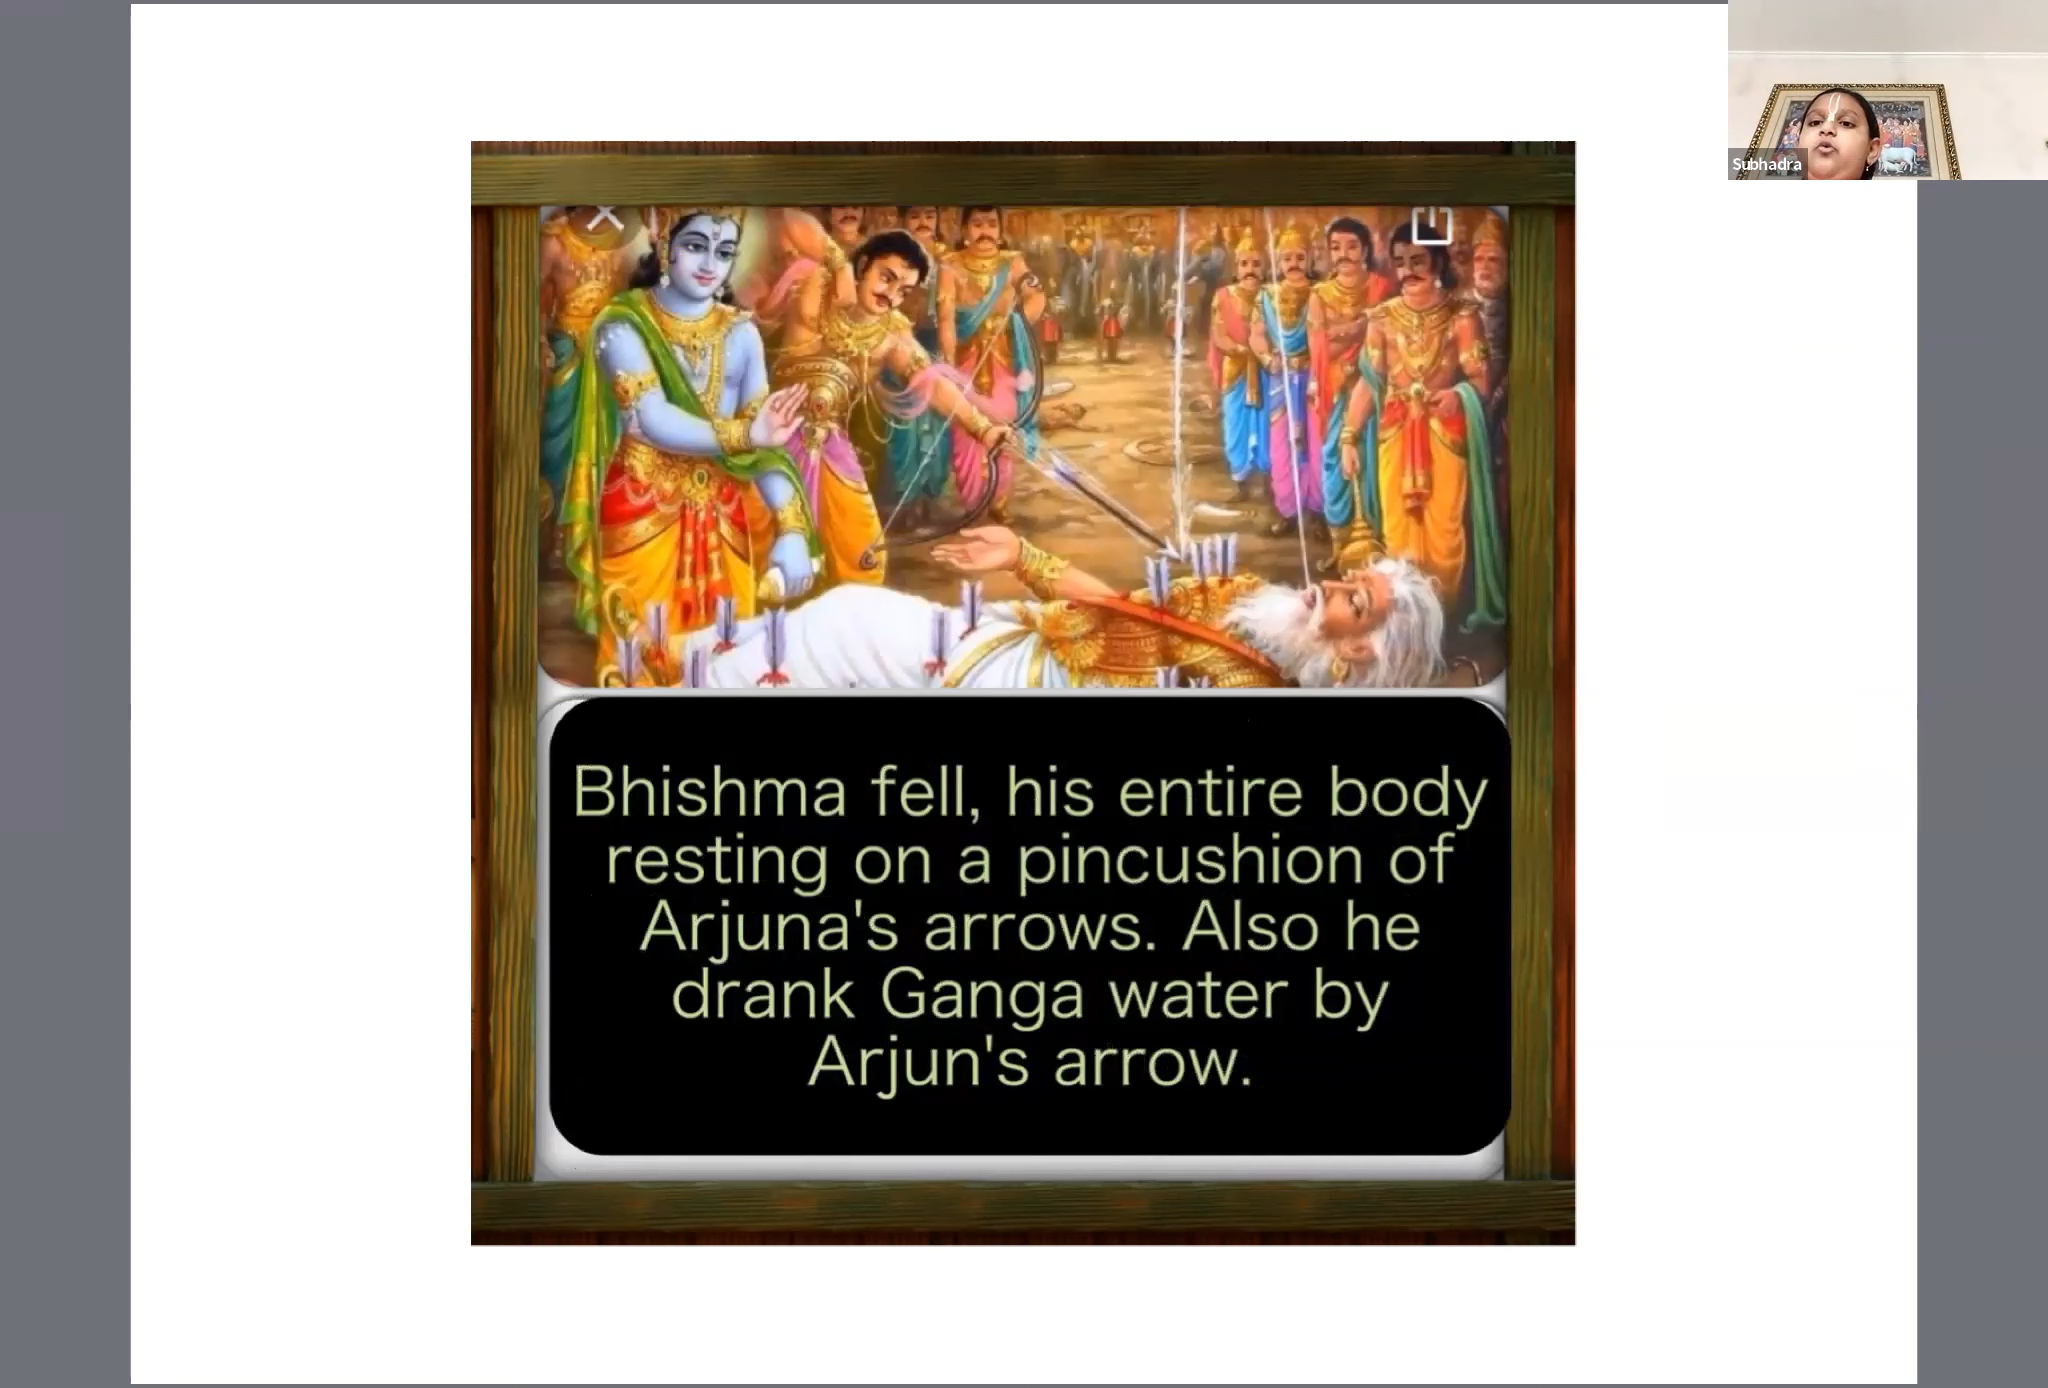 Subhadra
Bhishma fell, his entire body
resting on a pincushion of
Arjuna's arrows. Also he
drank Ganga water by
Arjun's arrow.